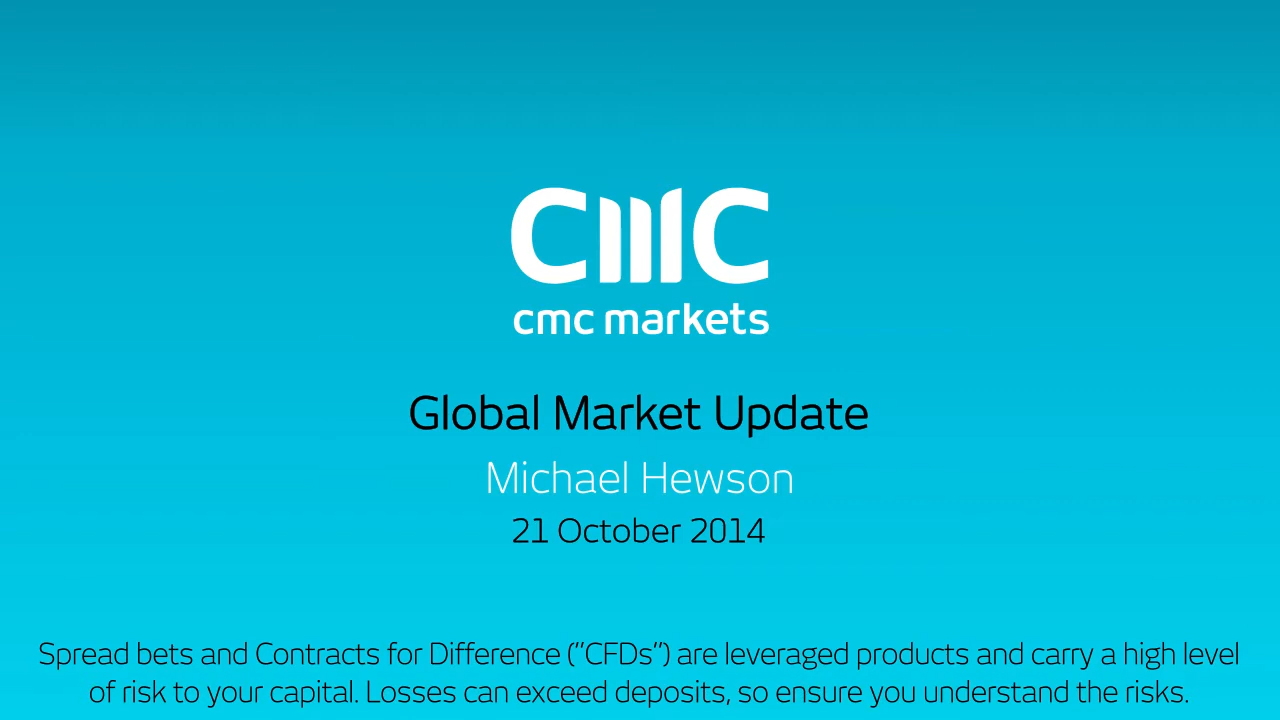 CMC
cmc markets
Global Market Update
Michael Hewson
21 October 2014
Spread bets and Contracts for Difference (“CFDs”) are leveraged products and carry a high level
of risk to your capital. Losses can exceed deposits, so ensure you understand the risks.